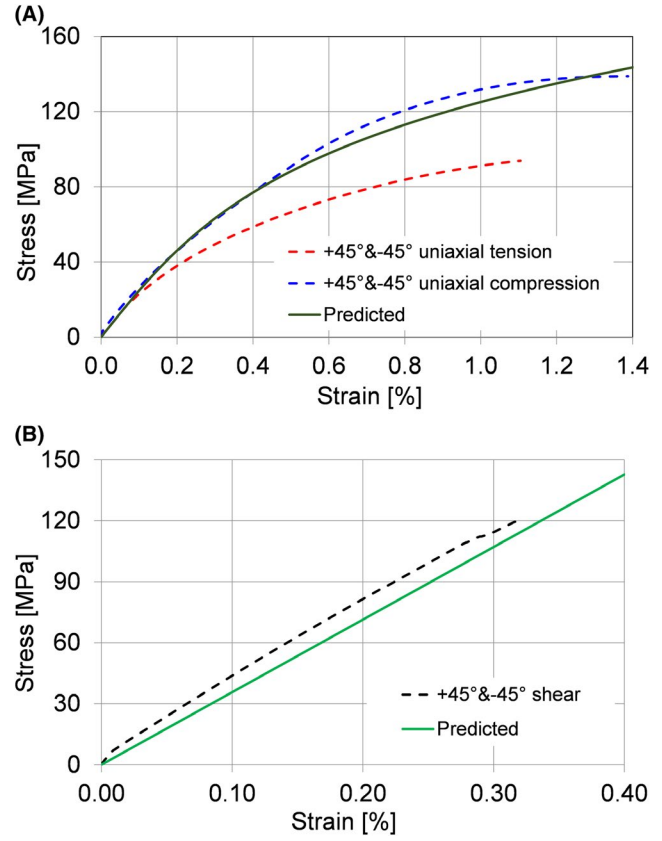 (A)
160
120
80
40
0
Stress [MPa]
+45°&-45° uniaxial tension
+45°&-45° uniaxial compression
Predicted
0.0 0.2 0.4 0.6 0.8 1.0 1.2 1.4
Strain [%]
(B)
150
120
90
60
30
0
Stress [MPa]
+45°&-45° shear
Predicted
0.00 0.10 0.20 0.30 0.40
Strain [%]